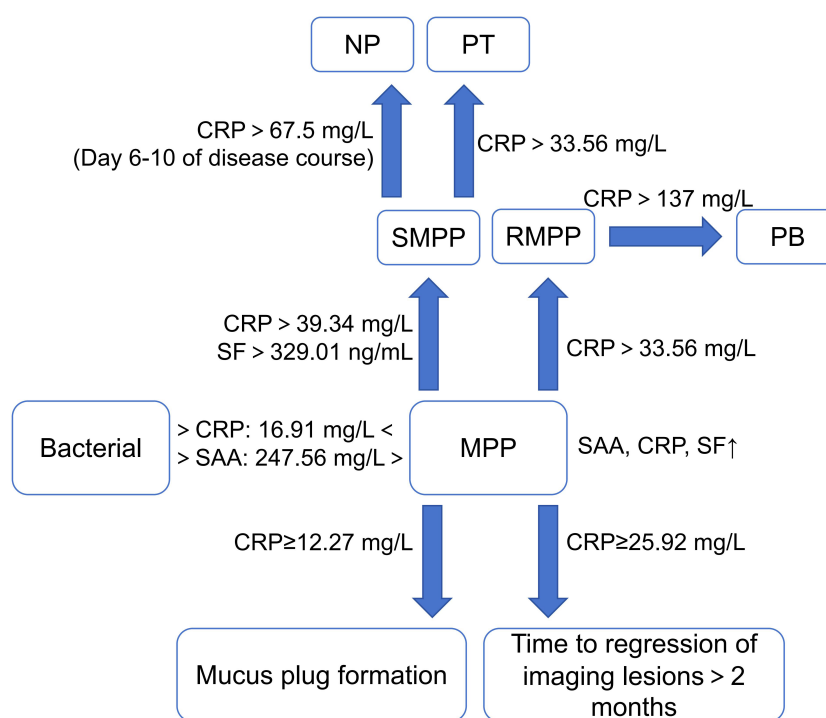 NP
PT
CRP > 67.5 mg/L
(Day 6-10 of disease course)
CRP > 33.56 mg/L
CRP > 137 mg/L
SMPP
RMPP
PB
CRP > 39.34 mg/L
SF > 329.01 ng/mL
CRP > 33.56 mg/L
Bacterial
> CRP: 16.91 mg/L <
> SAA: 247.56 mg/L >
MPP
SAA, CRP, SF↑
CRP≥12.27 mg/L
CRP≥25.92 mg/L
Mucus plug formation
Time to regression of
imaging lesions > 2
months